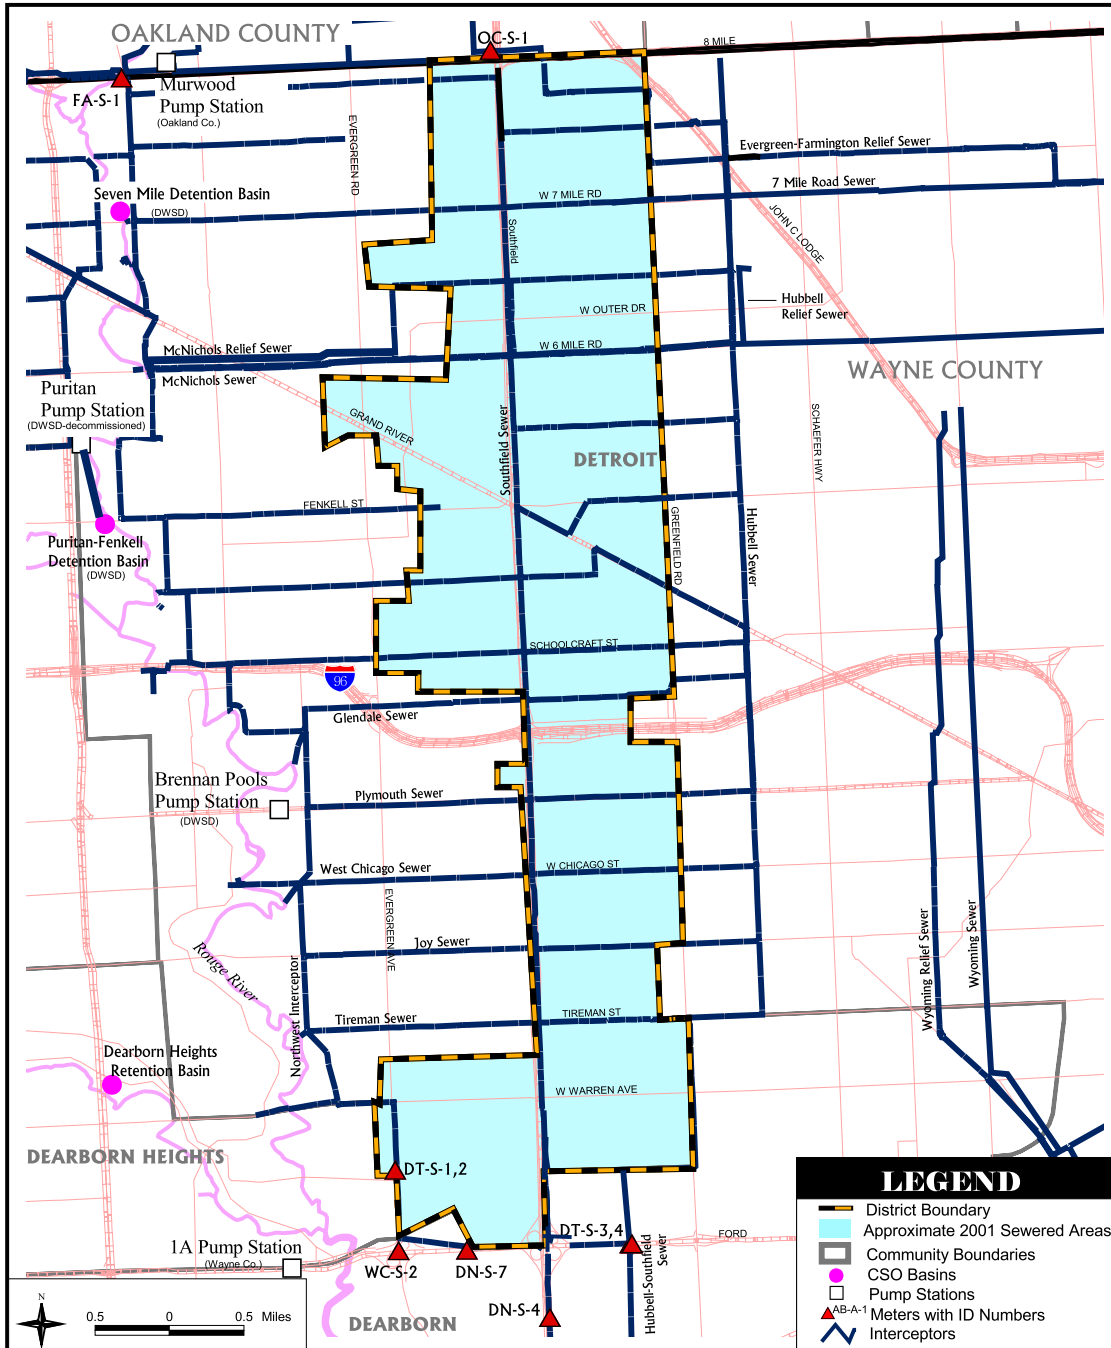 OAKLAND COUNTY
OC-S-1
8 MILE
FA-S-1
Murwood
Pump Station
(Oakland Co.)
EVERGREEN RD
Evergreen-Farmington Relief Sewer
7 Mile Road Sewer
Seven Mile Detention Basin
(DWSD)
W 7 MILE RD
Southfield
JOHN C LODGE
Hubbell
Relief Sewer
W OUTER DR
W 6 MILE RD
McNichols Relief Sewer
McNichols Sewer
WAYNE COUNTY
Puritan
Pump Station
(DWSD-decommissioned)
GRAND RIVER
Southfield Sewer
SCHAEFER HWY
DETROIT
FENKELL ST
GREENFIELD RD
Hubbell Sewer
Puritan-Fenkell
Detention Basin
(DWSD)
SCHOOLCRAFT ST
96
Glendale Sewer
Brennan Pools
Pump Station
(DWSD)
Plymouth Sewer
West Chicago Sewer
W CHICAGO ST
EVERGREEN AVE
Joy Sewer
Rouge River
Northwest Interceptor
Wyoming Relief Sewer
Wyoming Sewer
Tireman Sewer
TIREMAN ST
Dearborn Heights
Retention Basin
W WARREN AVE
DEARBORN HEIGHTS
DT-S-1,2
DT-S-3,4
FORD
1A Pump Station
(Wayne Co.)
WC-S-2
DN-S-7
Hubbell-Southfield
Sewer
DN-S-4
DEARBORN
N
0.5 0 0.5 Miles
LEGEND
District Boundary
Approximate 2001 Sewered Areas
Community Boundaries
CSO Basins
Pump Stations
AB-A-1 Meters with ID Numbers
Interceptors